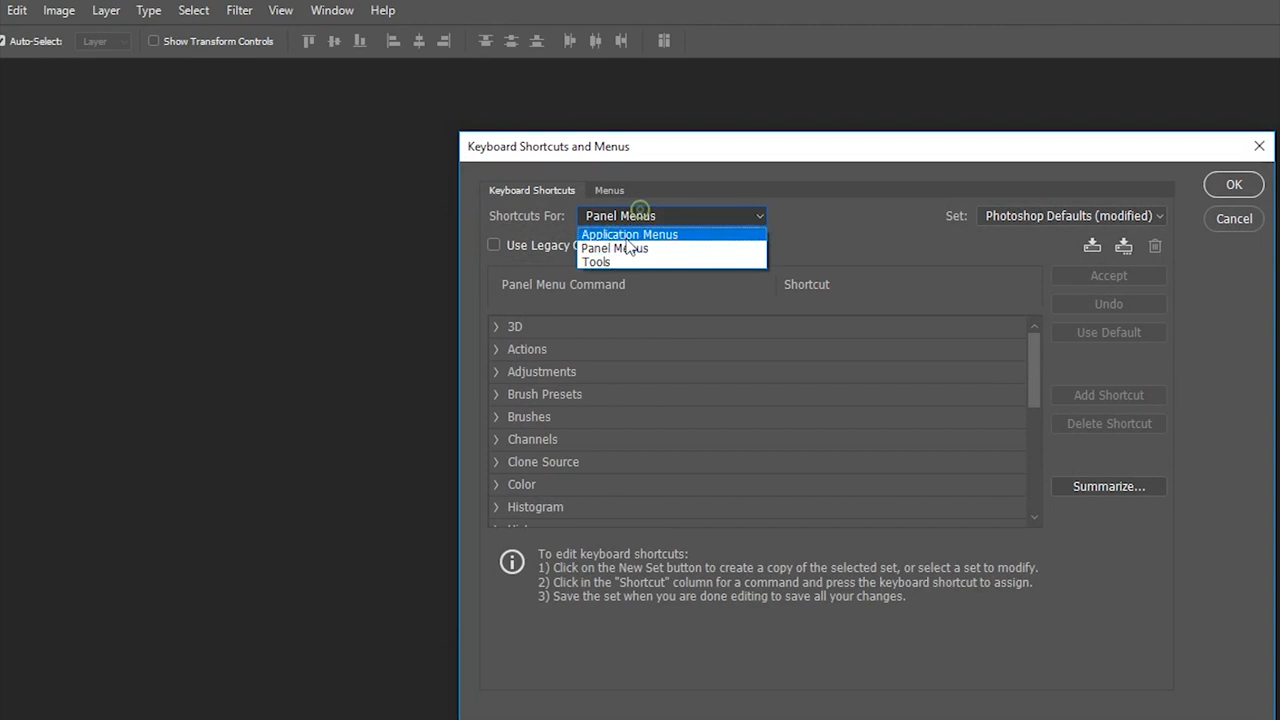 Edit Image Layer Type Select Filter View Window Help
Auto-Select: Layer Show Transform Controls
Keyboard Shortcuts and Menus
Keyboard Shortcuts Menus
OK
Shortcuts For: Panel Menus Set: Photoshop Defaults (modified)
Cancel
Application Menus
Use Legacy
Panel Menus
Tools
Panel Menu Command Shortcut
Accept
Undo
Use Default
3D
Actions
Adjustments
Brush Presets
Add Shortcut
Brushes
Delete Shortcut
Channels
Clone Source
Color
Summarize...
Histogram
To edit keyboard shortcuts:
1) Click on the New Set button to create a copy of the selected set, or select a set to modify.
2) Click in the "Shortcut" column for a command and press the keyboard shortcut to assign.
3) Save the set when you are done editing to save all your changes.